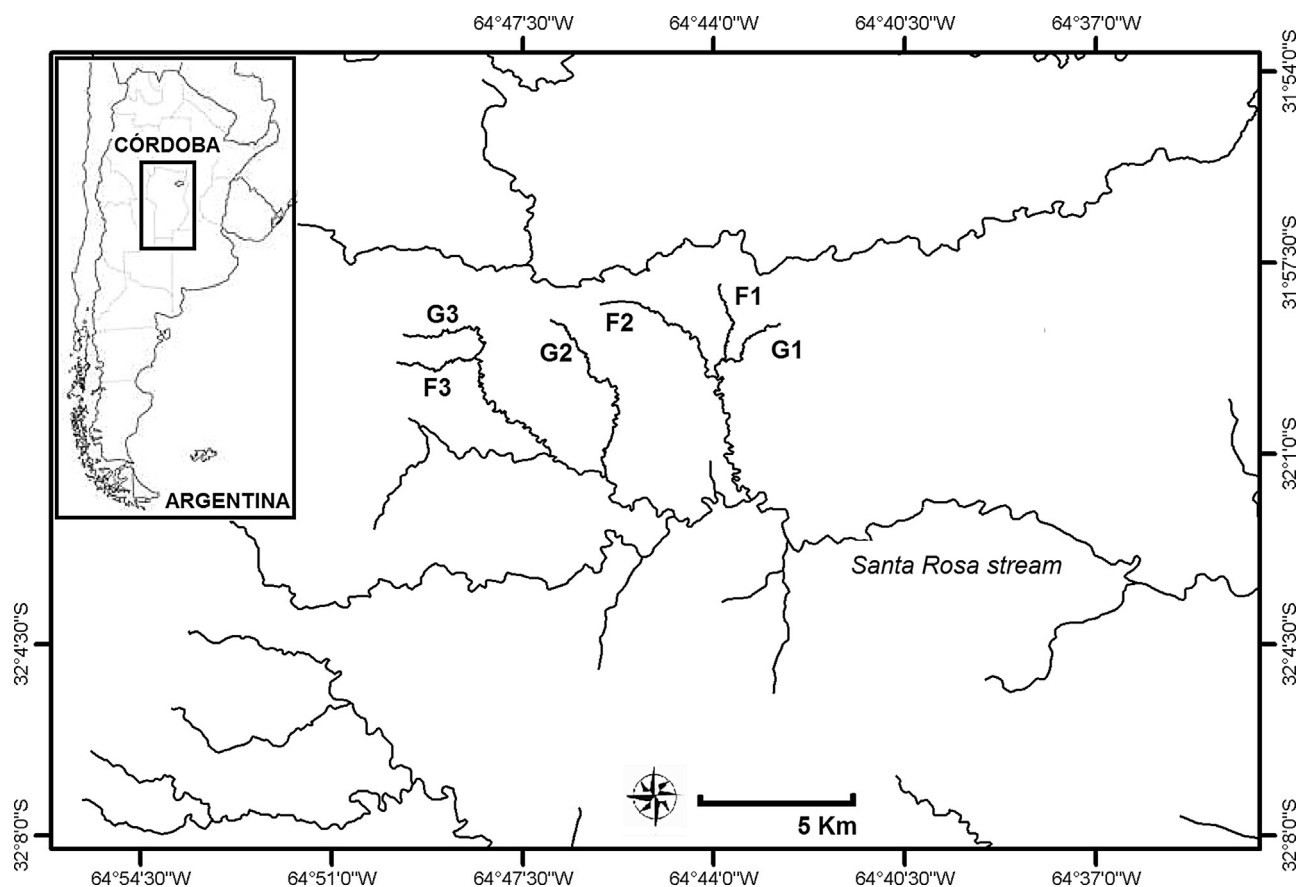 64°47'30"W
64°44'0"W
64°40'30"W
64°37'0"W
31°54'0"S
CÓRDOBA
31°57'30"S
F1
F2
G3
G1
G2
F3
32°1'0"S
ARGENTINA
Santa Rosa stream
32°4'30"S
32°4'30"S
5 Km
32°8'0"S
32°8'0"S
64°54'30"W
64°51'0"W
64°47'30"W
64°44'0"W
64°40'30"W
64°37'0"W